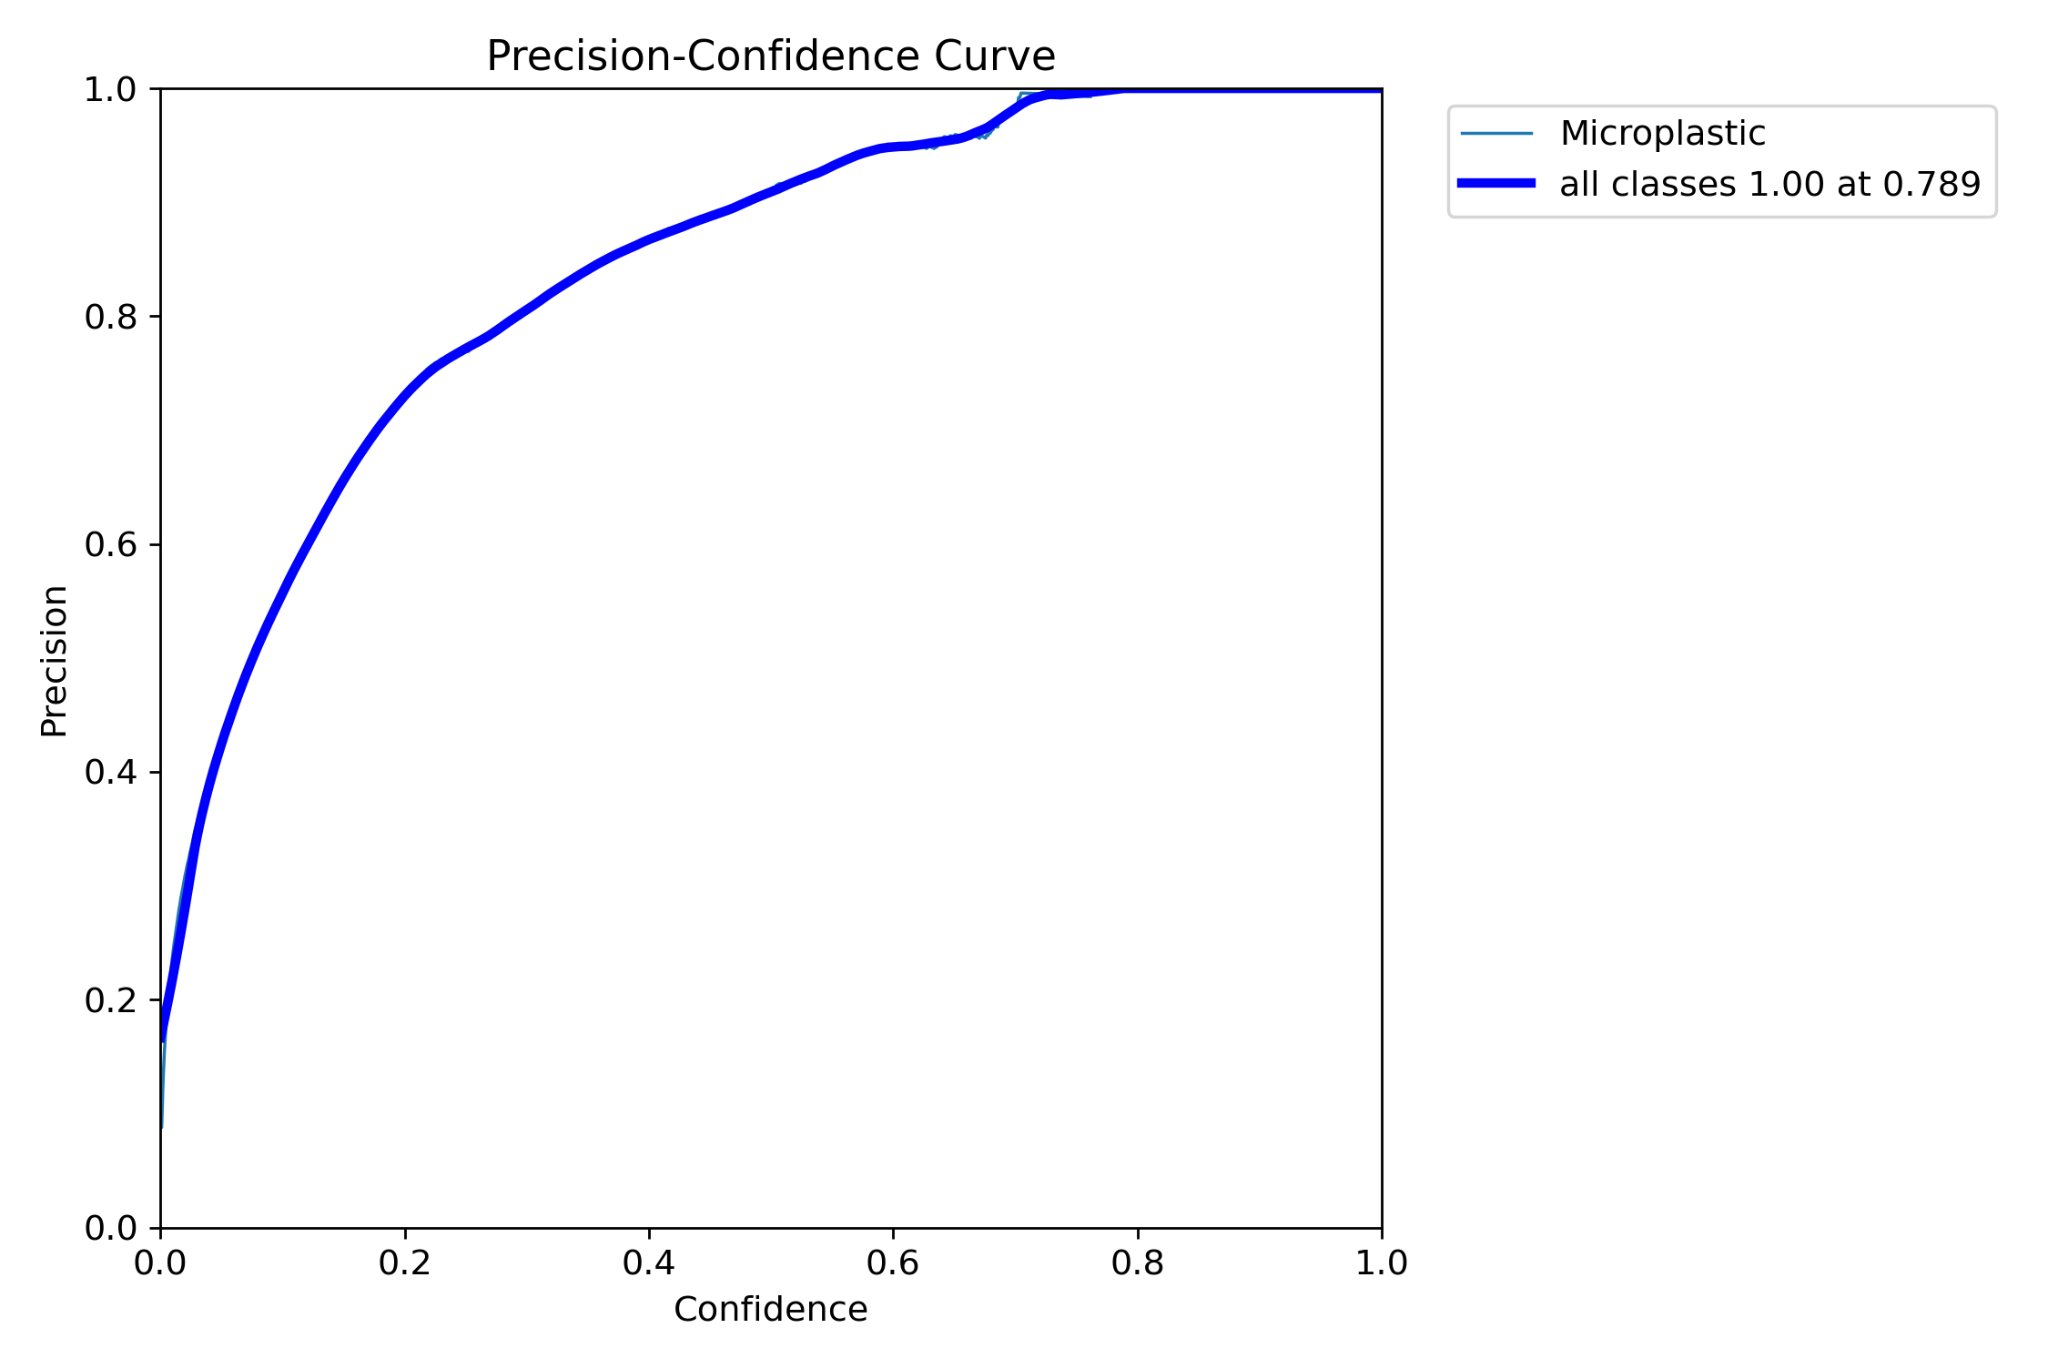 Precision-Confidence Curve
1.0
0.8
0.6
0.4
0.2
0.0
Precision
0.0 0.2 0.4 0.6 0.8 1.0
Confidence
Microplastic
all classes 1.00 at 0.789